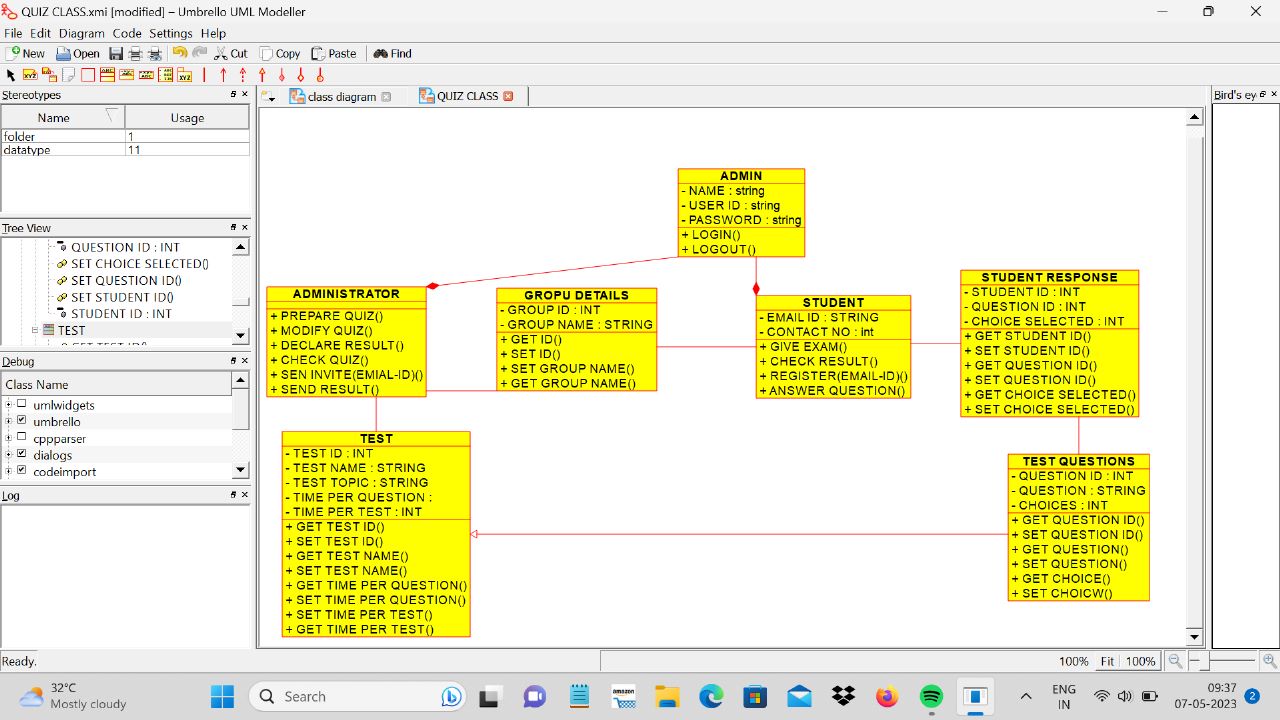 QUIZ CLASS.xmi [modified] – Umbrello UML Modeller
File Edit Diagram Code Settings Help
New Open Cut Copy Paste Find
Stereotypes
Name Usage
folder 1
datatype 11
Tree View
QUESTION ID : INT
SET CHOICE SELECTED()
SET QUESTION ID()
SET STUDENT ID()
STUDENT ID : INT
TEST
Debug
Class Name
umlwidgets
umbrello
cppparser
dialogs
codeimport
Log
class diagram QUIZ CLASS
Bird's ey
ADMIN
- NAME : string
- USER ID : string
- PASSWORD : string
+ LOGIN()
+ LOGOUT()
ADMINISTRATOR
+ PREPARE QUIZ()
+ MODIFY QUIZ()
+ DECLARE RESULT()
+ CHECK QUIZ()
+ SEN INVITE(EMIAL-ID)()
+ SEND RESULT()
GROPU DETAILS
- GROUP ID : INT
- GROUP NAME : STRING
+ GET ID()
+ SET ID()
+ SET GROUP NAME()
+ GET GROUP NAME()
STUDENT
- EMAIL ID : STRING
- CONTACT NO : int
+ GIVE EXAM()
+ CHECK RESULT()
+ REGISTER(EMAIL-ID)()
+ ANSWER QUESTION()
STUDENT RESPONSE
- STUDENT ID : INT
- QUESTION ID : INT
- CHOICE SELECTED : INT
+ GET STUDENT ID()
+ SET STUDENT ID()
+ GET QUESTION ID()
+ SET QUESTION ID()
+ GET CHOICE SELECTED()
+ SET CHOICE SELECTED()
TEST
- TEST ID : INT
- TEST NAME : STRING
- TEST TOPIC : STRING
- TIME PER QUESTION :
- TIME PER TEST : INT
+ GET TEST ID()
+ SET TEST ID()
+ GET TEST NAME()
+ SET TEST NAME()
+ GET TIME PER QUESTION()
+ SET TIME PER QUESTION()
+ SET TIME PER TEST()
+ GET TIME PER TEST()
TEST QUESTIONS
- QUESTION ID : INT
- QUESTION : STRING
- CHOICES : INT
+ GET QUESTION ID()
+ SET QUESTION ID()
+ GET QUESTION()
+ SET QUESTION()
+ GET CHOICE()
+ SET CHOICW()
Ready.
100% Fit 100%
32°C
Mostly cloudy
Search
amazon
ENG
IN
09:37
07-05-2023
2